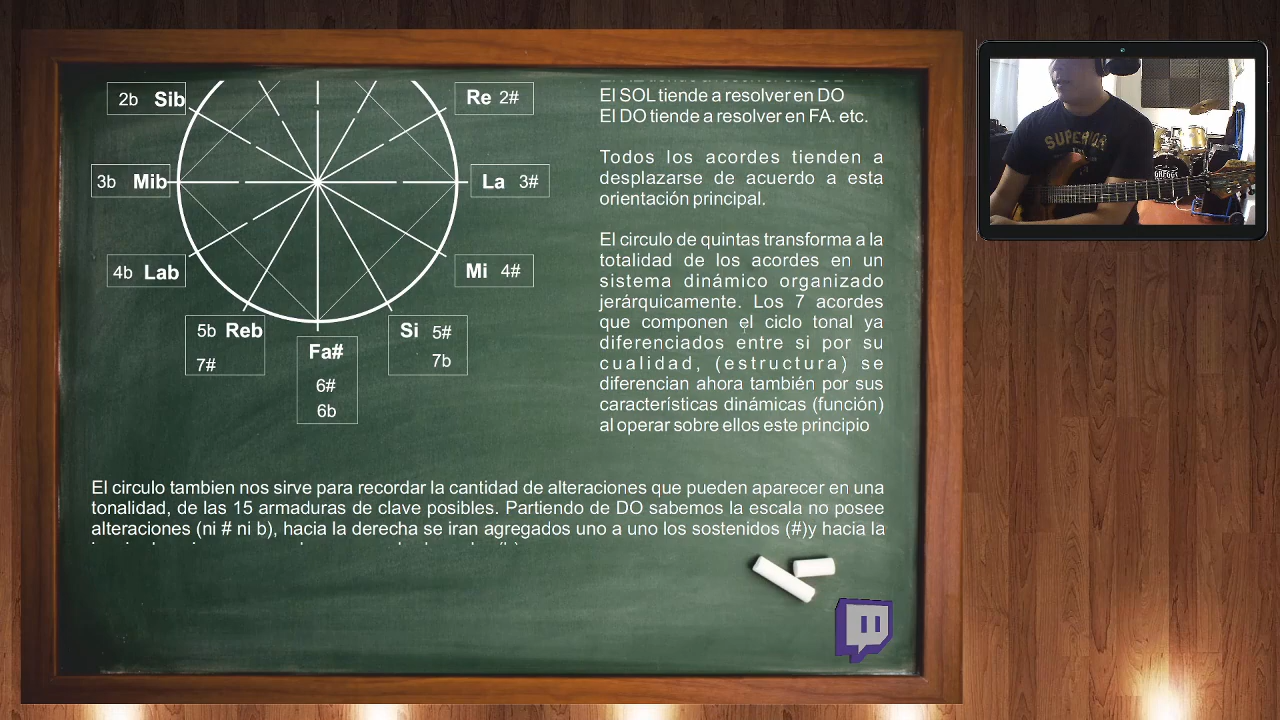 2b Sib
Re 2#
3b Mib
La 3#
4b Lab
Mi 4#
5b Reb
7#
Fa#
6#
6b
Si 5#
7b
El SOL tiende a resolver en DO
El DO tiende a resolver en FA. etc.
Todos los acordes tienden a
desplazarse de acuerdo a esta
orientación principal.
El circulo de quintas transforma a la
totalidad de los acordes en un
sistema dinámico organizado
jerárquicamente. Los 7 acordes
que componen el ciclo tonal ya
diferenciados entre si por su
cualidad, (estructura) se
diferencian ahora también por sus
características dinámicas (función)
al operar sobre ellos este principio
El circulo tambien nos sirve para recordar la cantidad de alteraciones que pueden aparecer en una
tonalidad, de las 15 armaduras de clave posibles. Partiendo de DO sabemos la escala no posee
alteraciones (ni # ni b), hacia la derecha se iran agregados uno a uno los sostenidos (#)y hacia la
SUPERIOR